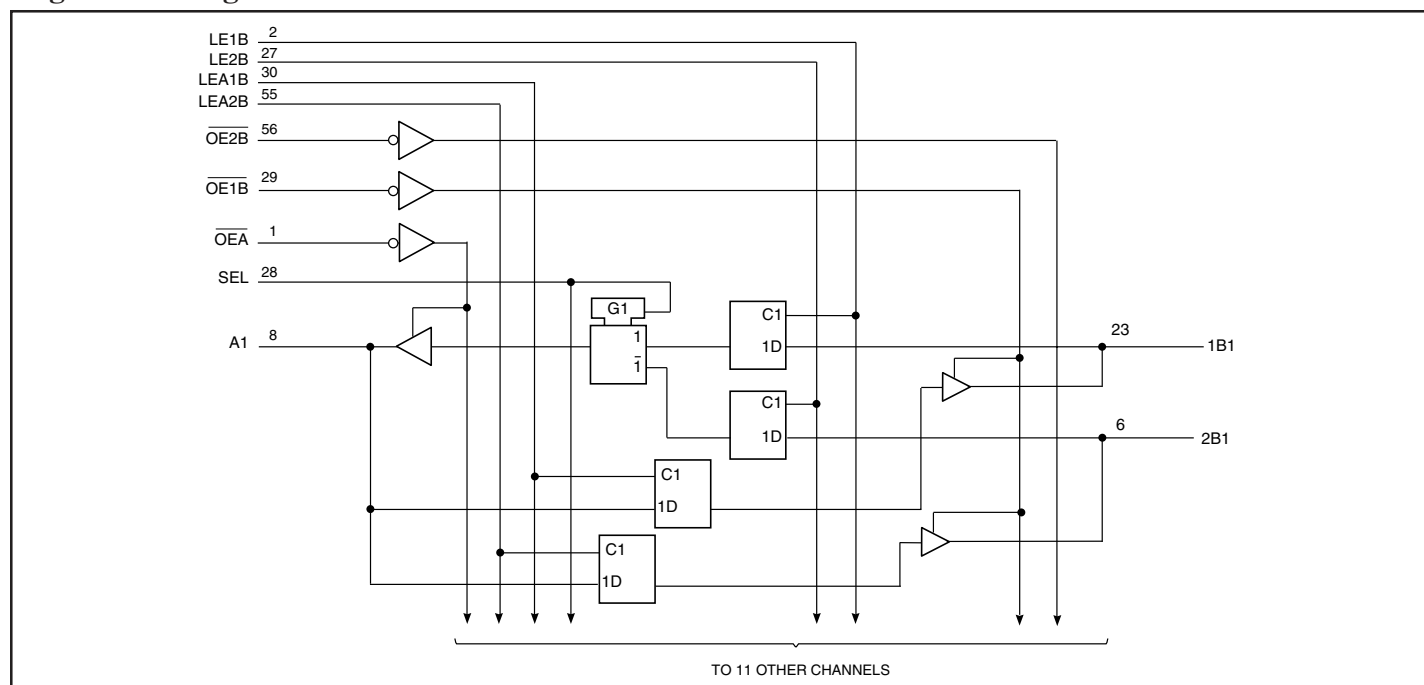 LE1B 2
LE2B 27
LEA1B 30
LEA2B 55
OE2B 56
OE1B 29
OEA 1
SEL 28
G1
A1 8
1
1
C1
1D
23
1B1
C1
1D
6
2B1
C1
1D
C1
1D
TO 11 OTHER CHANNELS